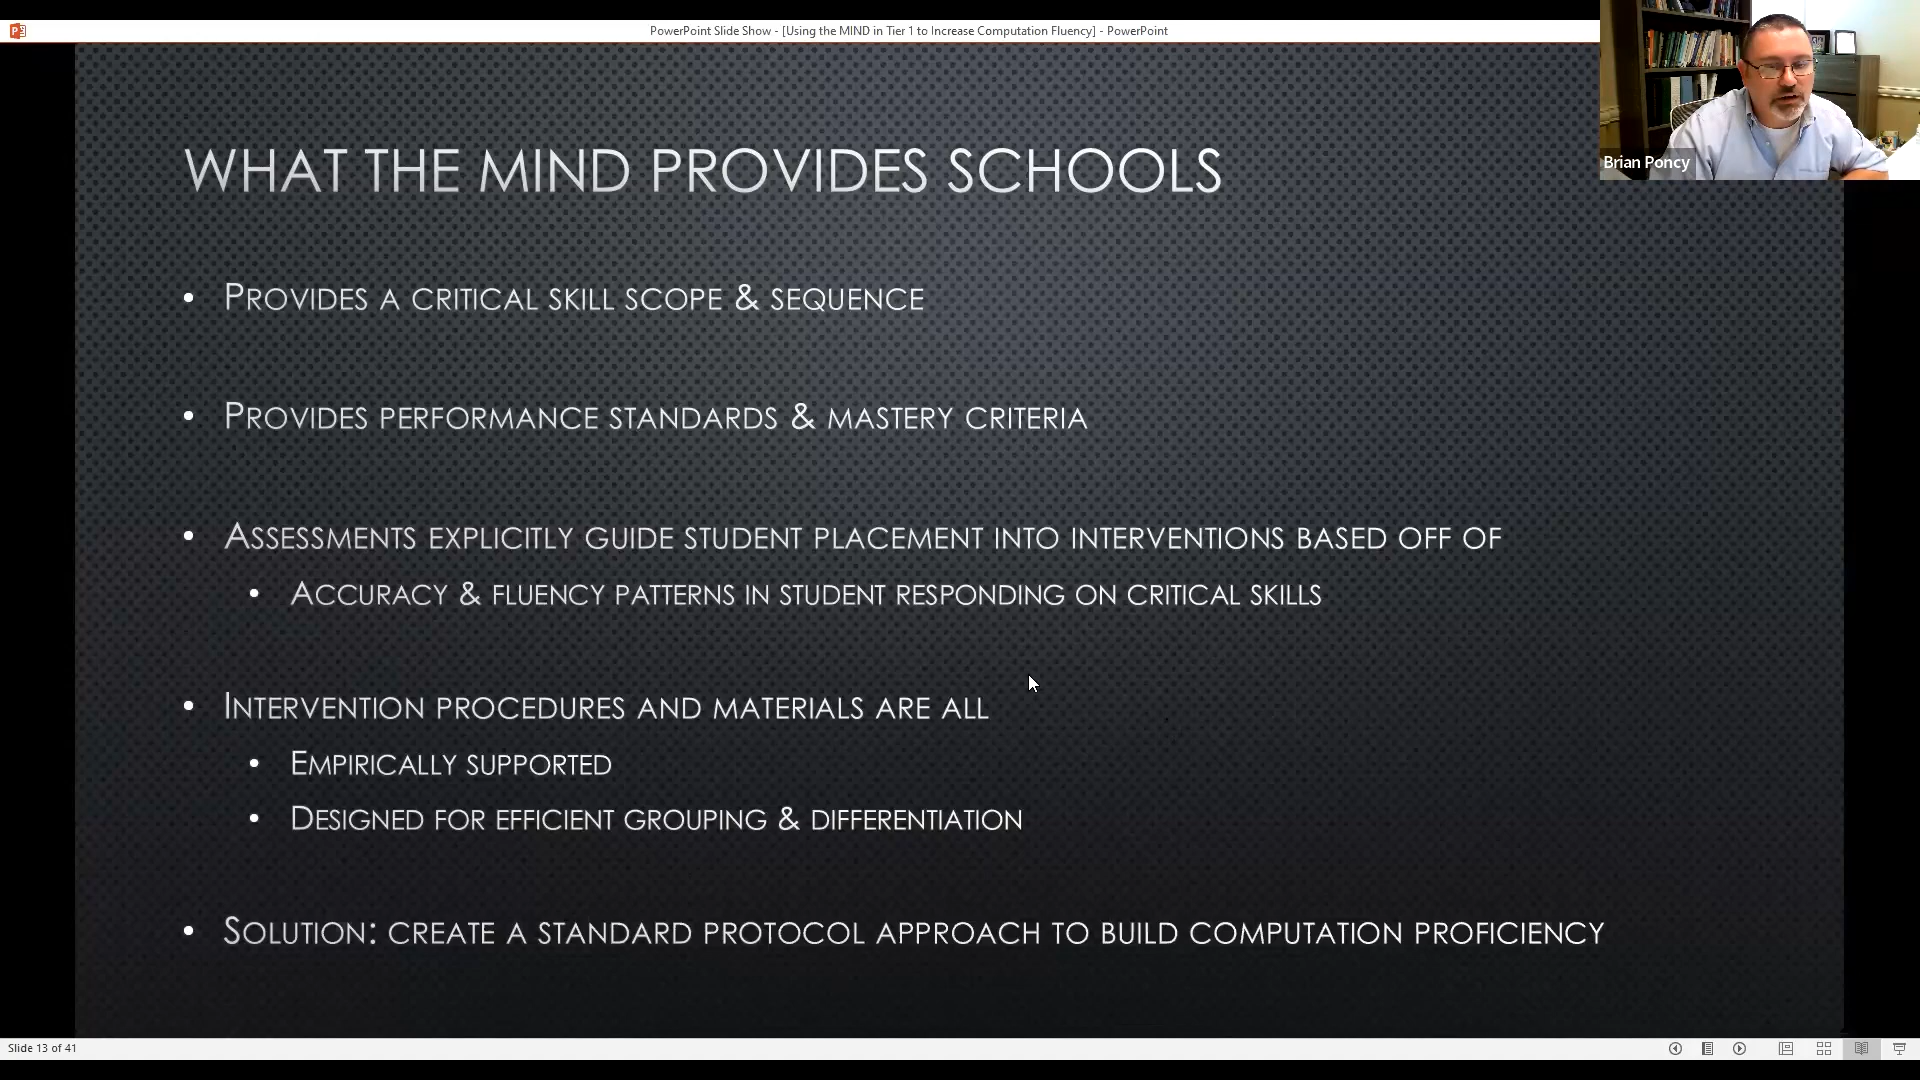 PowerPoint Slide Show - [Using the MIND in Tier 1 to Increase Computation Fluency] - PowerPoint
Brian Poncy
WHAT THE MIND PROVIDES SCHOOLS
• PROVIDES A CRITICAL SKILL SCOPE & SEQUENCE
• PROVIDES PERFORMANCE STANDARDS & MASTERY CRITERIA
• ASSESSMENTS EXPLICITLY GUIDE STUDENT PLACEMENT INTO INTERVENTIONS BASED OFF OF
• ACCURACY & FLUENCY PATTERNS IN STUDENT RESPONDING ON CRITICAL SKILLS
• INTERVENTION PROCEDURES AND MATERIALS ARE ALL
• EMPIRICALLY SUPPORTED
• DESIGNED FOR EFFICIENT GROUPING & DIFFERENTIATION
• SOLUTION: CREATE A STANDARD PROTOCOL APPROACH TO BUILD COMPUTATION PROFICIENCY
Slide 13 of 41